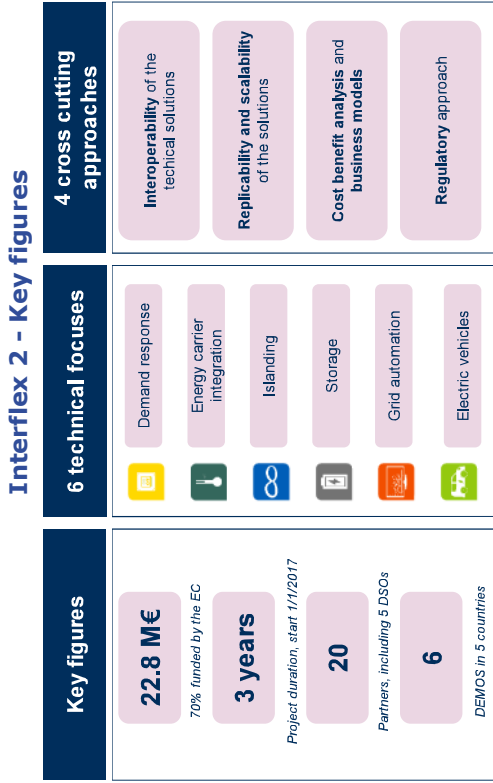 Interflex 2 - Key figures
Key figures
22.8 M€
70% funded by the EC
3 years
Project duration, start 1/1/2017
20
Partners, including 5 DSOs
6
DEMOS in 5 countries
6 technical focuses
Demand response
Energy carrier
integration
Islanding
Storage
Grid automation
Electric vehicles
4 cross cutting
approaches
Interoperability of the
techical solutions
Replicability and scalability
of the solutions
Cost benefit analysis and
business models
Regulatory approach